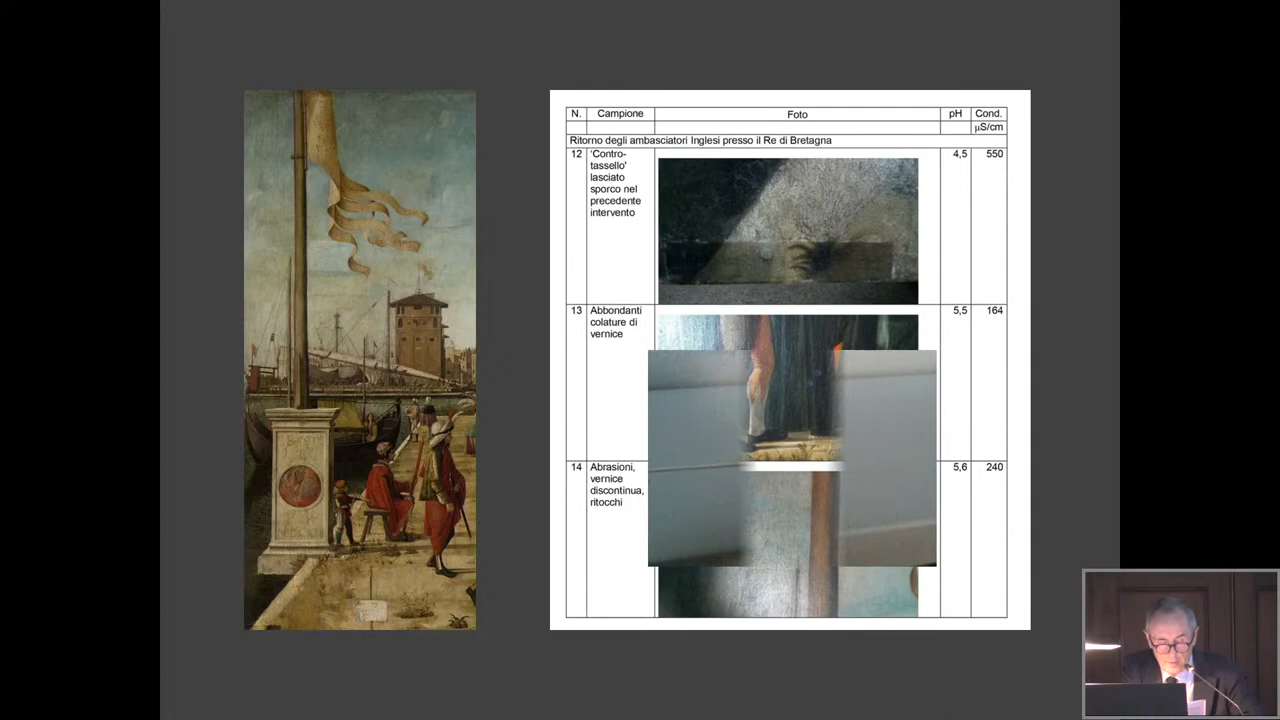 N. Campione Foto pH Cond.
μS/cm
Ritorno degli ambasciatori Inglesi presso il Re di Bretagna
12 'Contro- 4,5 550
tassello'
lasciato
sporco nel
precedente
intervento
13 Abbondanti 5,5 164
colature di
vernice
14 Abrasioni, 5,6 240
vernice
discontinua,
ritocchi